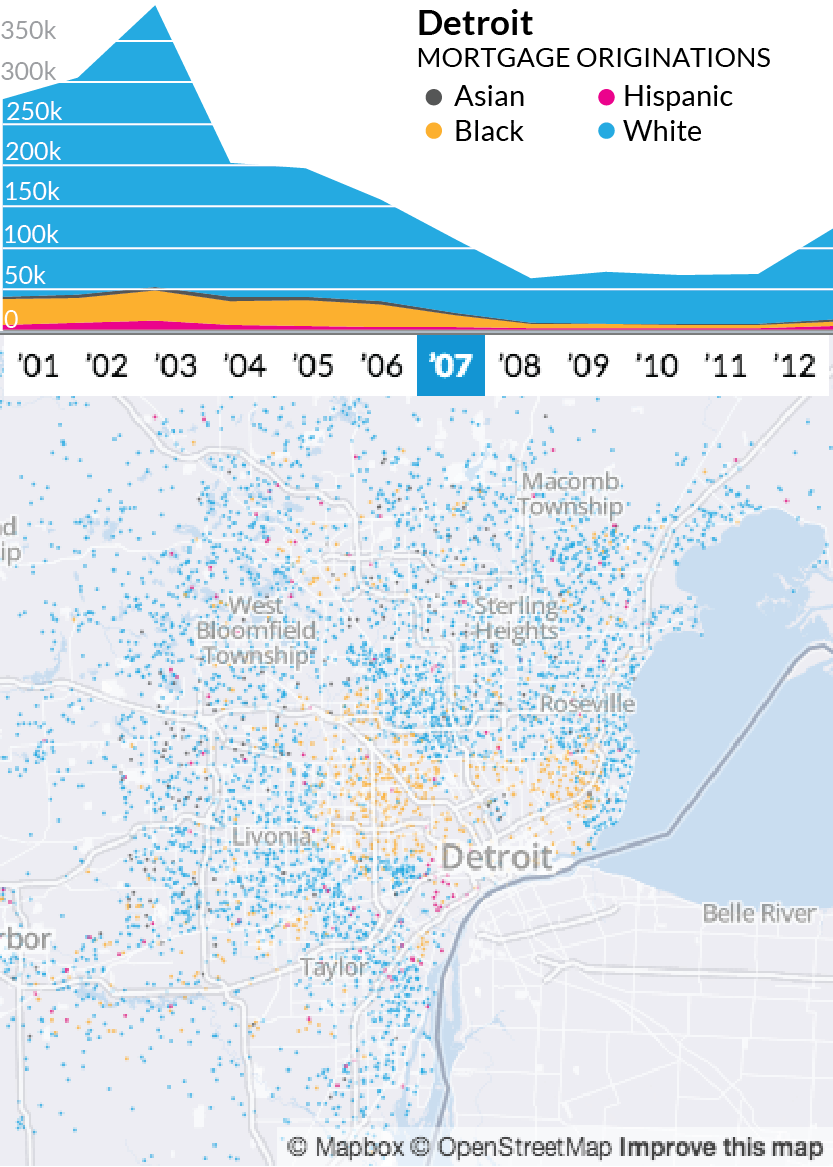 Detroit
MORTGAGE ORIGINATIONS
Asian
Hispanic
Black
White
350k
300k
250k
200k
150k
100k
50k
0
'01 '02 '03 '04 '05 '06 '07 '08 '09 '10 '11 '12
Macomb
Township
d
ip
West
Bloomfield
Township
Sterling
Heights
Roseville
Livonia
Detroit
Belle River
rbor
Taylor
© Mapbox © OpenStreetMap Improve this map